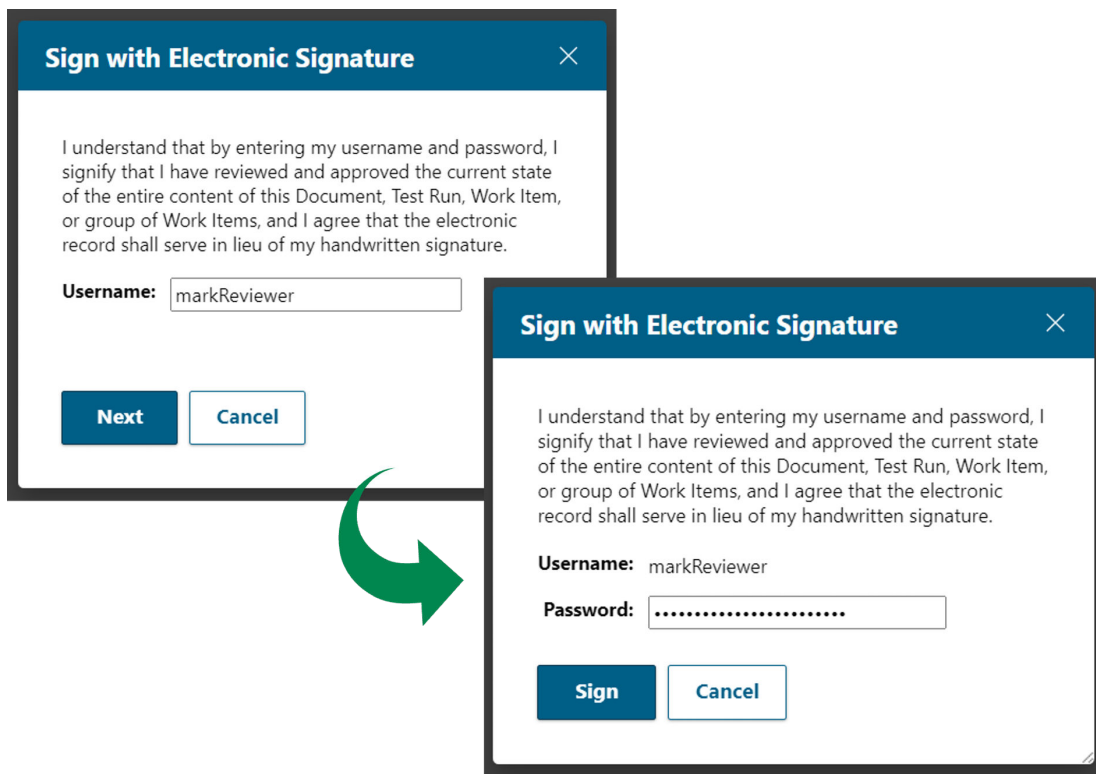 Sign with Electronic Signature
I understand that by entering my username and password, I
signify that I have reviewed and approved the current state
of the entire content of this Document, Test Run, Work Item,
or group of Work Items, and I agree that the electronic
record shall serve in lieu of my handwritten signature.
Username: markReviewer
Next Cancel
Sign with Electronic Signature
I understand that by entering my username and password, I
signify that I have reviewed and approved the current state
of the entire content of this Document, Test Run, Work Item,
or group of Work Items, and I agree that the electronic
record shall serve in lieu of my handwritten signature.
Username: markReviewer
Password: ••••••••••••••••••••••••
Sign Cancel